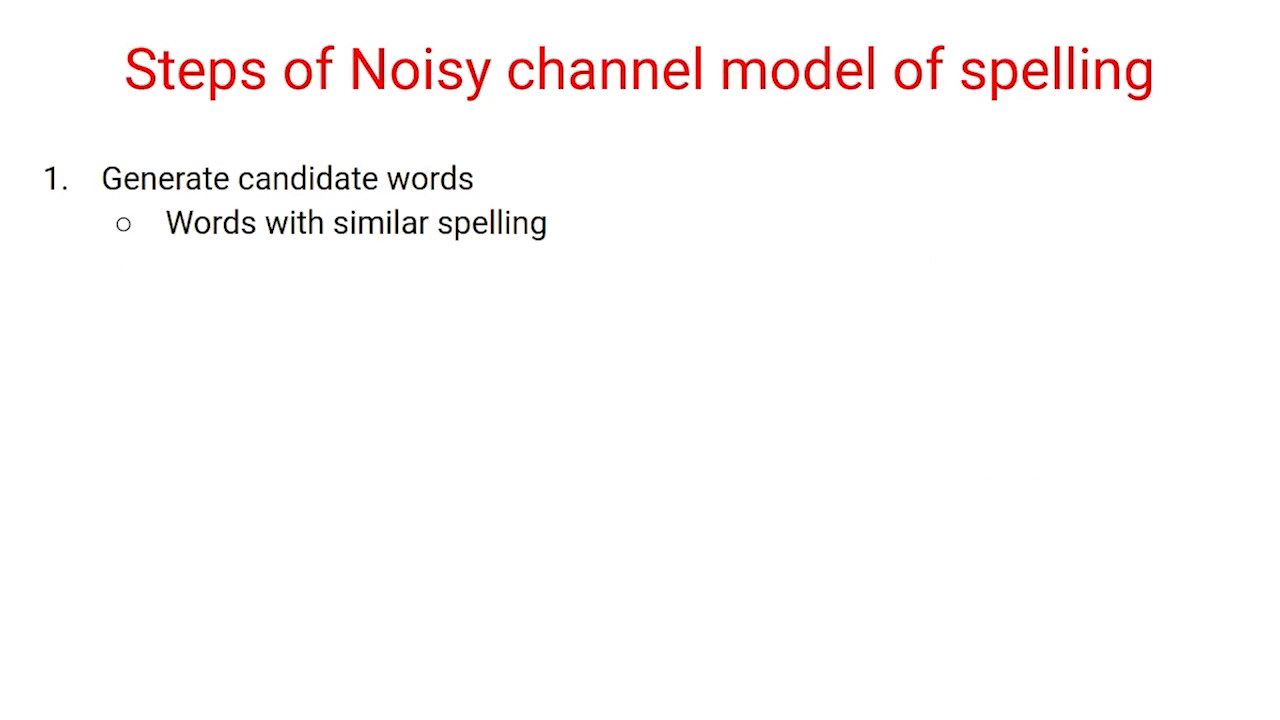 Steps of Noisy channel model of spelling
1. Generate candidate words
○ Words with similar spelling